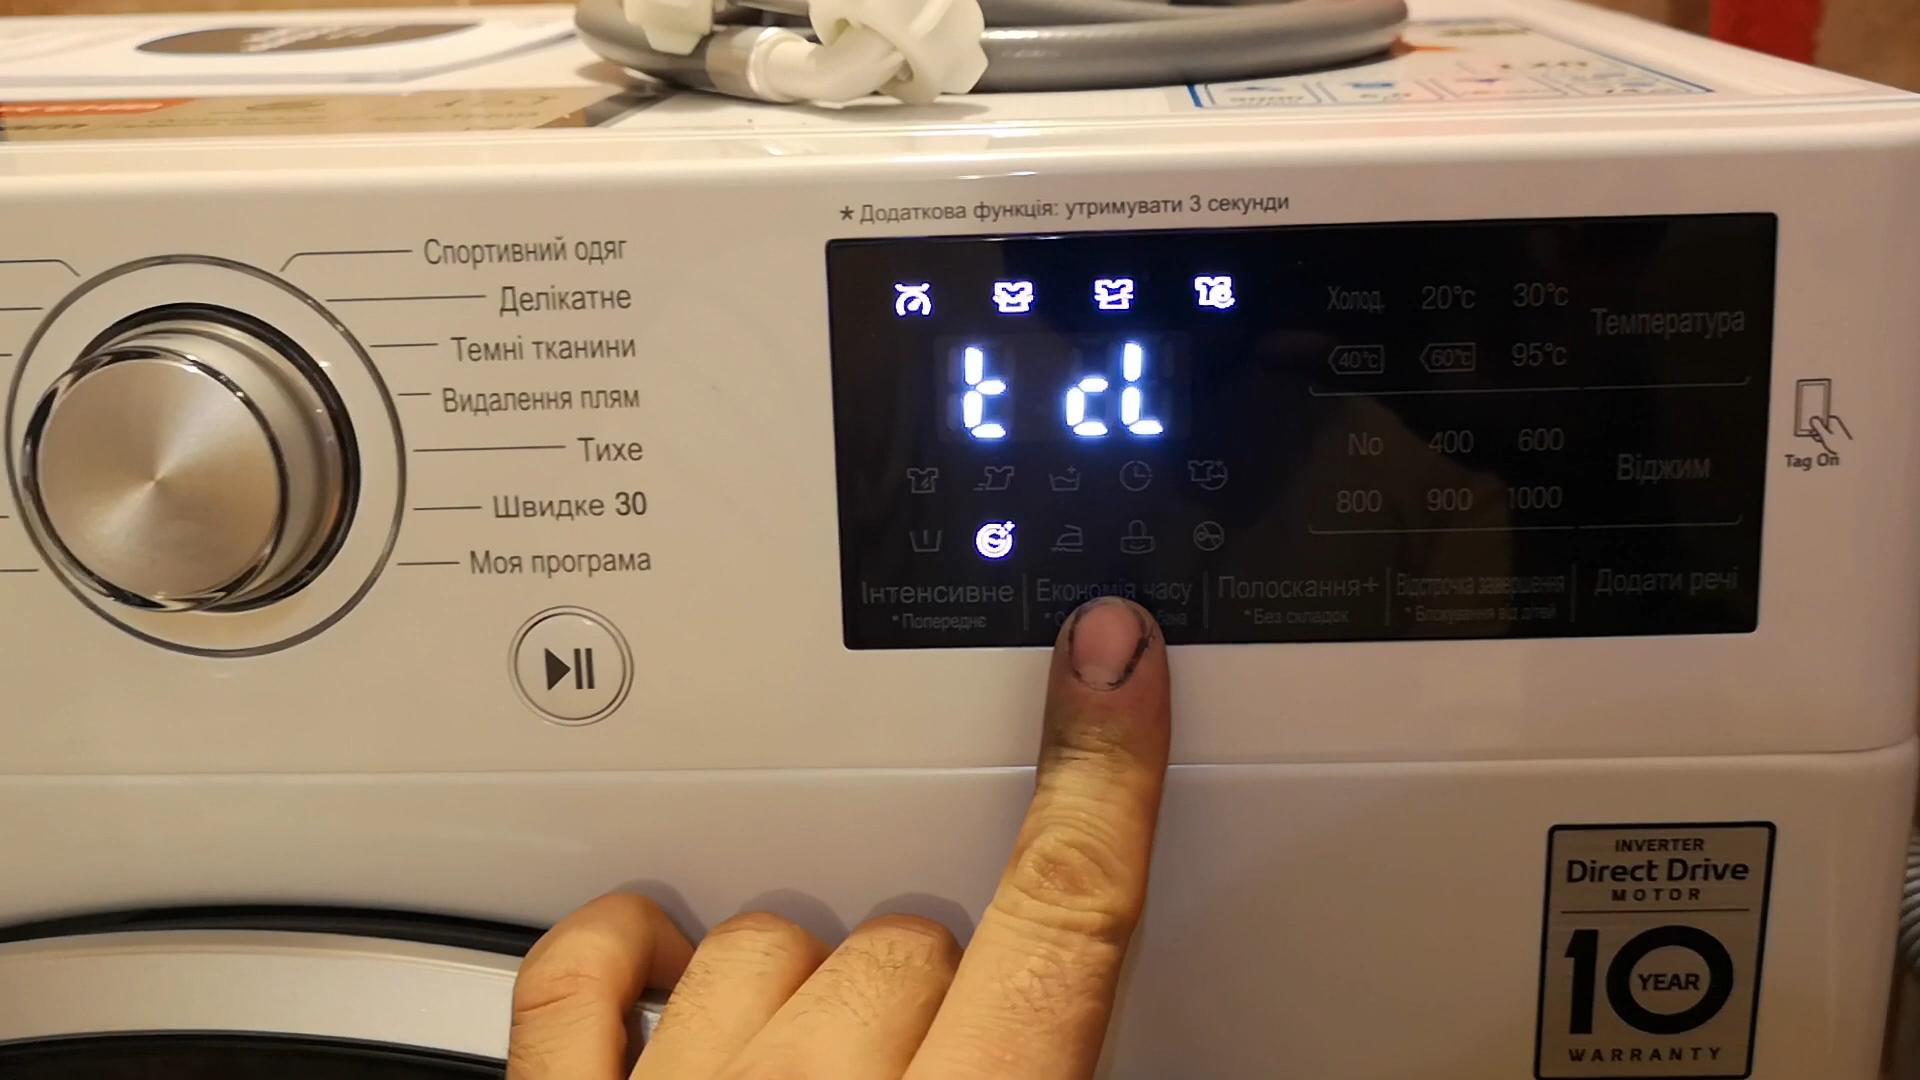 * Додаткова функція: утримувати 3 секунди
Спортивний одяг
Делікатне
Темні тканини
Видалення плям
Тихе
Швидке 30
Моя програма
t cL
Холод. 20°c 30°c
40°c 60°c 95°c
Температура
No 400 600
800 900 1000
Віджим
Інтенсивне Економія часу Полоскання+ Відстрочка завершення Додати речі
* Попереднє * Без складок * Блокування від дітей
Tag On
INVERTER
Direct Drive
MOTOR
10
YEAR
WARRANTY